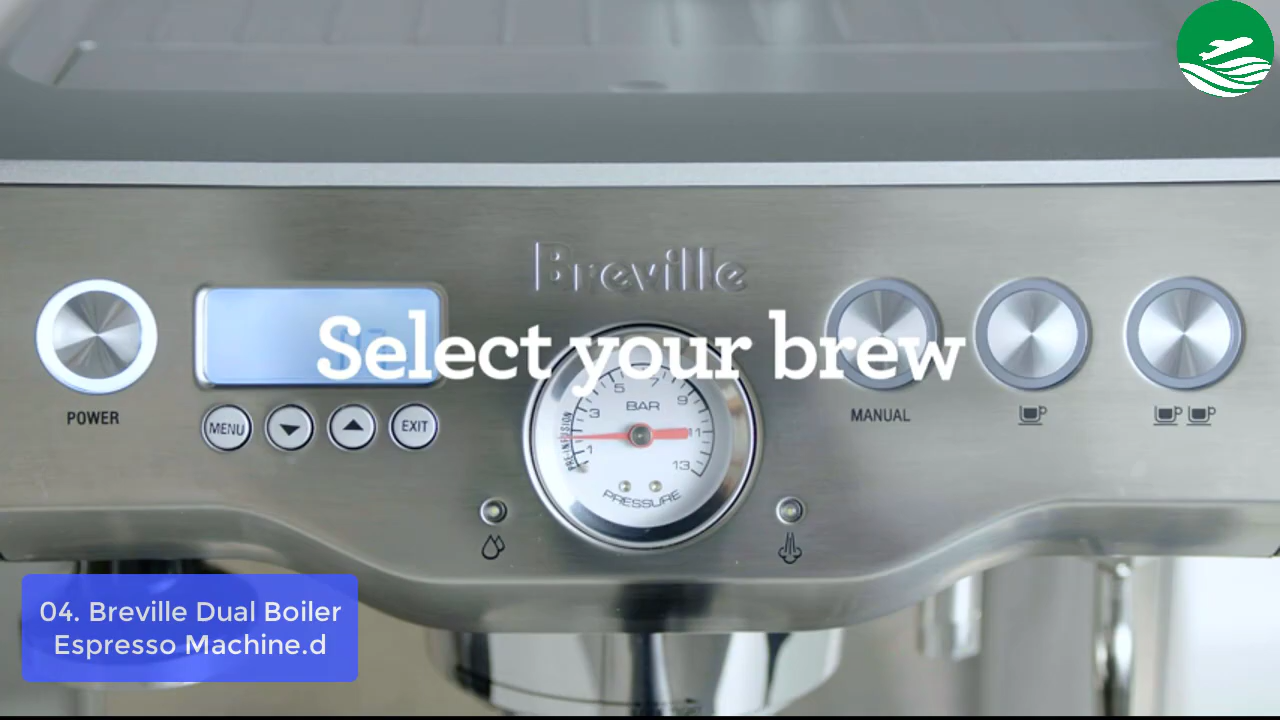 Breville
Select your brew
POWER
MENU
EXIT
MANUAL
PRE-INFUSION
1
3
5
7
9
11
13
BAR
PRESSURE
04. Breville Dual Boiler
Espresso Machine.d